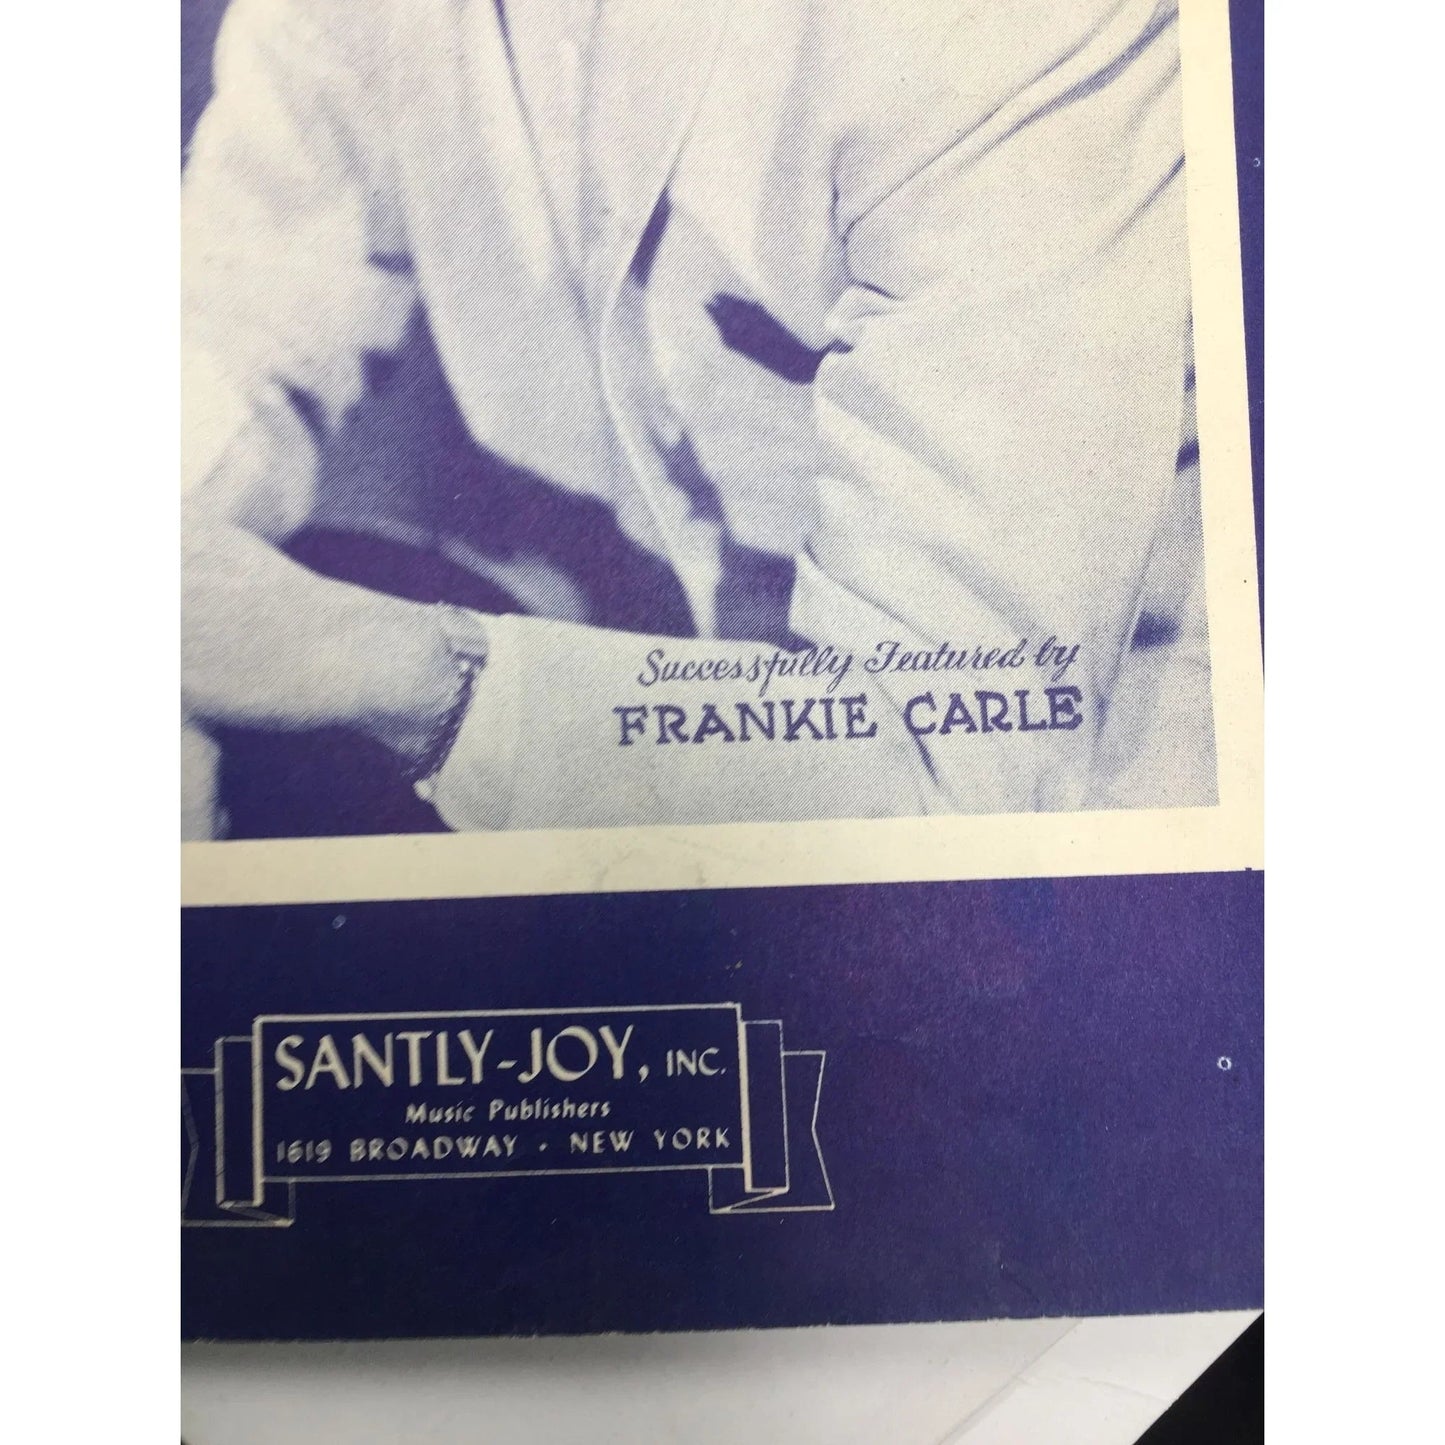 Successfully Featured by
FRANKIE CARLE
SANTLY-JOY, INC.
Music Publishers
1619 BROADWAY • NEW YORK